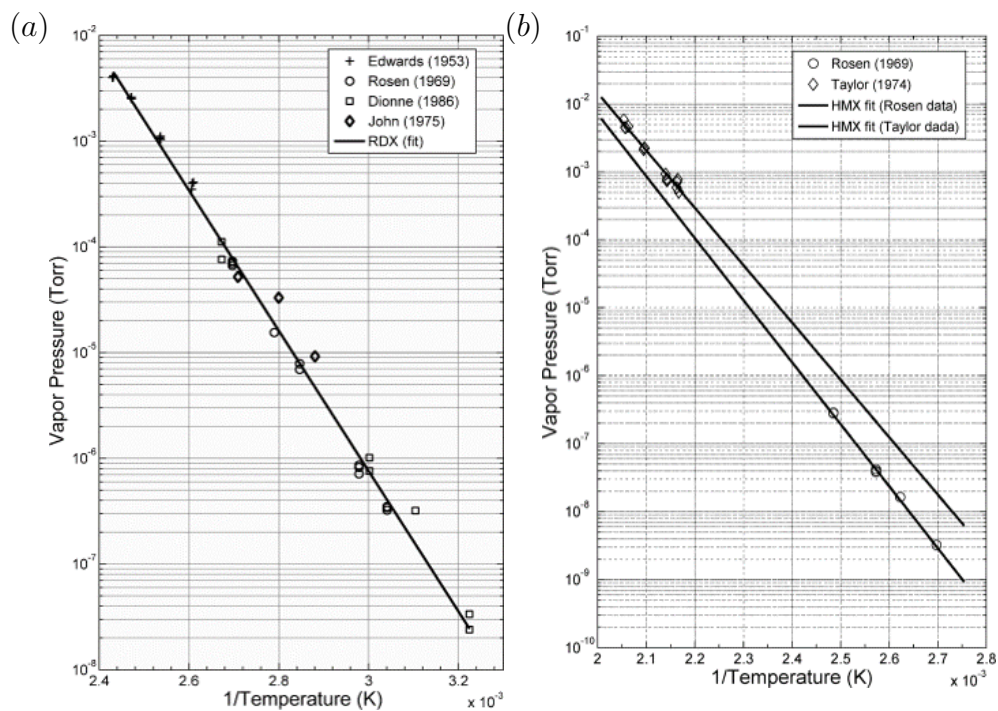 (a)
10^-2
10^-3
10^-4
10^-5
10^-6
10^-7
10^-8
Vapor Pressure (Torr)
+ Edwards (1953)
○ Rosen (1969)
□ Dionne (1986)
◇ John (1975)
— RDX (fit)
2.4 2.6 2.8 3 3.2
1/Temperature (K)
x 10^-3
(b)
10^-1
10^-2
10^-3
10^-4
10^-5
10^-6
10^-7
10^-8
10^-9
10^-10
Vapor Pressure (Torr)
○ Rosen (1969)
◇ Taylor (1974)
— HMX fit (Rosen data)
— HMX fit (Taylor dada)
2 2.1 2.2 2.3 2.4 2.5 2.6 2.7 2.8
1/Temperature (K)
x 10^-3